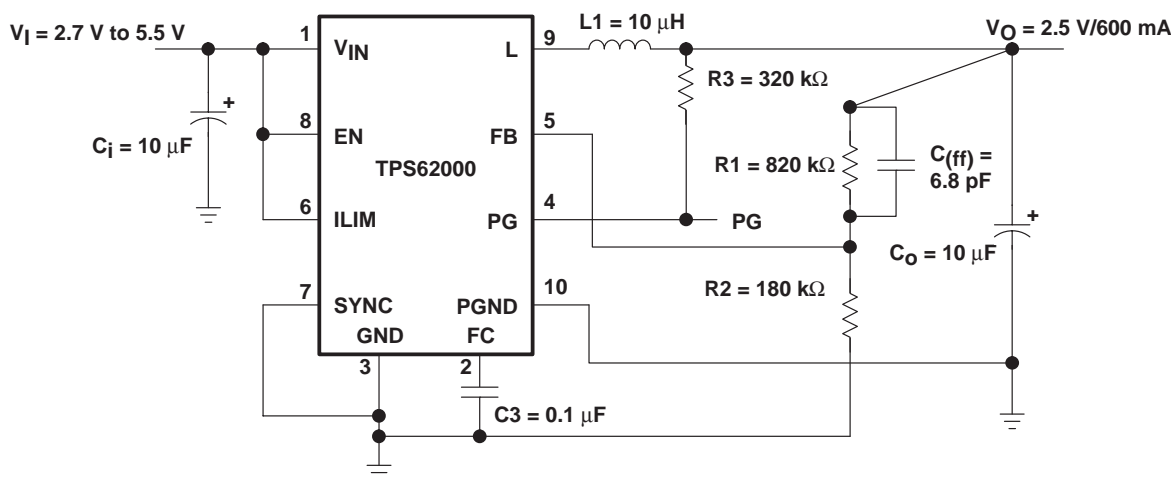 V_I = 2.7 V to 5.5 V
1
V_IN
L
9
L1 = 10 µH
V_O = 2.5 V/600 mA
R3 = 320 kΩ
+
C_i = 10 µF
8
EN
FB
5
TPS62000
R1 = 820 kΩ
C_(ff) =
6.8 pF
6
ILIM
PG
4
PG
+
C_o = 10 µF
7
SYNC
PGND
10
R2 = 180 kΩ
GND
FC
3
2
C3 = 0.1 µF